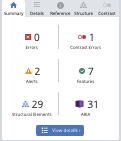 Summary Details Reference Structure Contrast
0 1
Errors Contrast Errors
2 7
Alerts Features
29 31
Structural Elements ARIA
View details ›